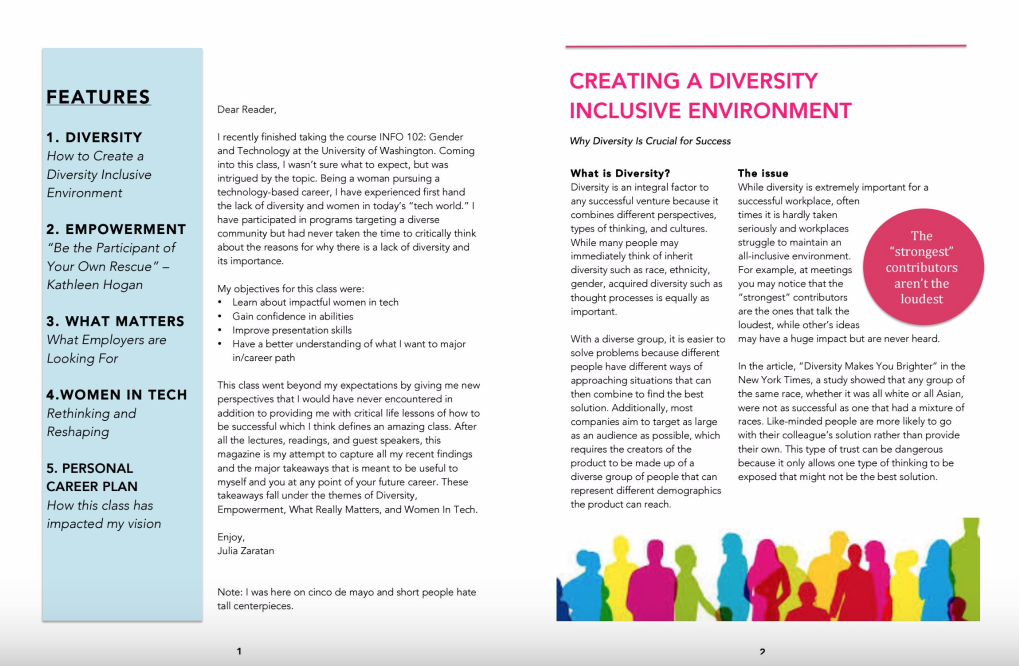 FEATURES
1. DIVERSITY
How to Create a
Diversity Inclusive
Environment
2. EMPOWERMENT
"Be the Participant of
Your Own Rescue" –
Kathleen Hogan
3. WHAT MATTERS
What Employers are
Looking For
4.WOMEN IN TECH
Rethinking and
Reshaping
5. PERSONAL
CAREER PLAN
How this class has
impacted my vision
Dear Reader,
I recently finished taking the course INFO 102: Gender
and Technology at the University of Washington. Coming
into this class, I wasn't sure what to expect, but was
intrigued by the topic. Being a woman pursuing a
technology-based career, I have experienced first hand
the lack of diversity and women in today's "tech world." I
have participated in programs targeting a diverse
community but had never taken the time to critically think
about the reasons for why there is a lack of diversity and
its importance.
My objectives for this class were:
• Learn about impactful women in tech
• Gain confidence in abilities
• Improve presentation skills
• Have a better understanding of what I want to major
in/career path
This class went beyond my expectations by giving me new
perspectives that I would have never encountered in
addition to providing me with critical life lessons of how to
be successful which I think defines an amazing class. After
all the lectures, readings, and guest speakers, this
magazine is my attempt to capture all my recent findings
and the major takeaways that is meant to be useful to
myself and you at any point of your future career. These
takeaways fall under the themes of Diversity,
Empowerment, What Really Matters, and Women In Tech.
Enjoy,
Julia Zaratan
Note: I was here on cinco de mayo and short people hate
tall centerpieces.
1
CREATING A DIVERSITY
INCLUSIVE ENVIRONMENT
Why Diversity Is Crucial for Success
What is Diversity?
Diversity is an integral factor to
any successful venture because it
combines different perspectives,
types of thinking, and cultures.
While many people may
immediately think of inherit
diversity such as race, ethnicity,
gender, acquired diversity such as
thought processes is equally as
important.
With a diverse group, it is easier to
solve problems because different
people have different ways of
approaching situations that can
then combine to find the best
solution. Additionally, most
companies aim to target as large
as an audience as possible, which
requires the creators of the
product to be made up of a
diverse group of people that can
represent different demographics
the product can reach.
The issue
While diversity is extremely important for a
successful workplace, often
times it is hardly taken
seriously and workplaces
struggle to maintain an
all-inclusive environment.
For example, at meetings
you may notice that the
"strongest" contributors
are the ones that talk the
loudest, while other's ideas
may have a huge impact but are never heard.
In the article, "Diversity Makes You Brighter" in the
New York Times, a study showed that any group of
the same race, whether it was all white or all Asian,
were not as successful as one that had a mixture of
races. Like-minded people are more likely to go
with their colleague's solution rather than provide
their own. This type of trust can be dangerous
because it only allows one type of thinking to be
exposed that might not be the best solution.
The
"strongest"
contributors
aren't the
loudest
2